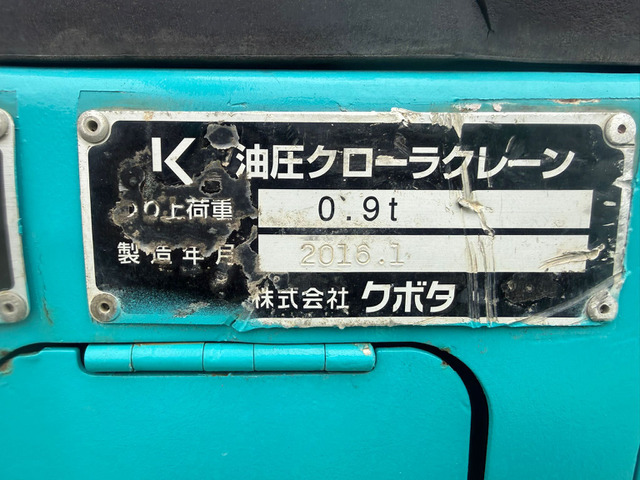 K 油圧クローラクレーン
つり上荷重 0.9t
製造年月 2016.1
株式会社 クボタ